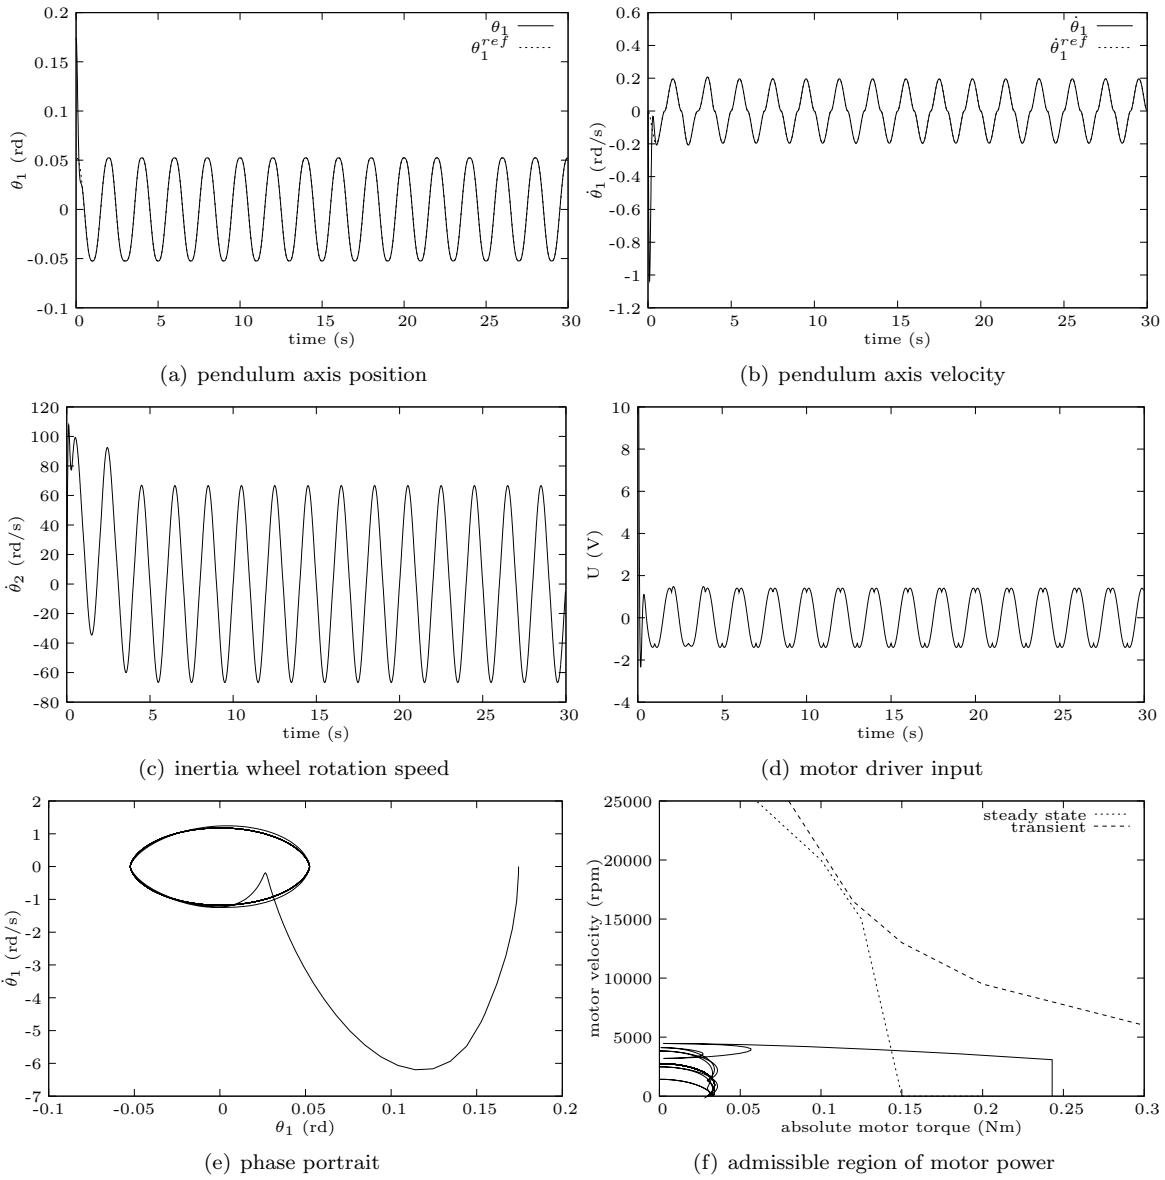 0.2
0.15
0.1
0.05
0
-0.05
-0.1
0 5 10 15 20 25 30
θ₁ (rd)
time (s)
θ₁
θ₁^ref
(a) pendulum axis position
0.6
0.4
0.2
0
-0.2
-0.4
-0.6
-0.8
-1
-1.2
0 5 10 15 20 25 30
θ̇₁ (rd/s)
time (s)
θ̇₁
θ̇₁^ref
(b) pendulum axis velocity
120
100
80
60
40
20
0
-20
-40
-60
-80
0 5 10 15 20 25 30
θ̇₂ (rd/s)
time (s)
(c) inertia wheel rotation speed
10
8
6
4
2
0
-2
-4
0 5 10 15 20 25 30
U (V)
time (s)
(d) motor driver input
2
1
0
-1
-2
-3
-4
-5
-6
-7
-0.1 -0.05 0 0.05 0.1 0.15 0.2
θ̇₁ (rd/s)
θ₁ (rd)
(e) phase portrait
25000
20000
15000
10000
5000
0
0 0.05 0.1 0.15 0.2 0.25 0.3
motor velocity (rpm)
absolute motor torque (Nm)
steady state
transient
(f) admissible region of motor power